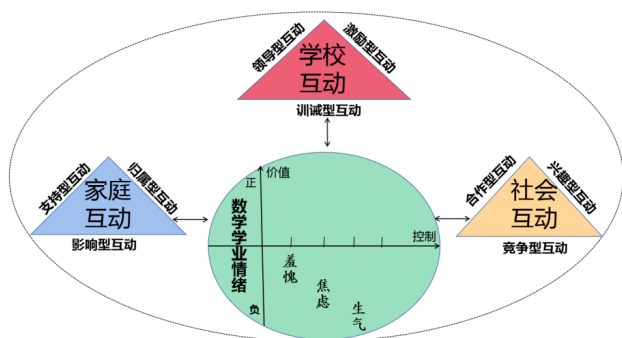 领导型互动
激励型互动
学校
互动
训诫型互动
支持型互动
归属型互动
家庭
互动
影响型互动
合作型互动
兴趣型互动
社会
互动
竞争型互动
正
价值
数学学业情绪
控制
负
羞愧
焦虑
生气